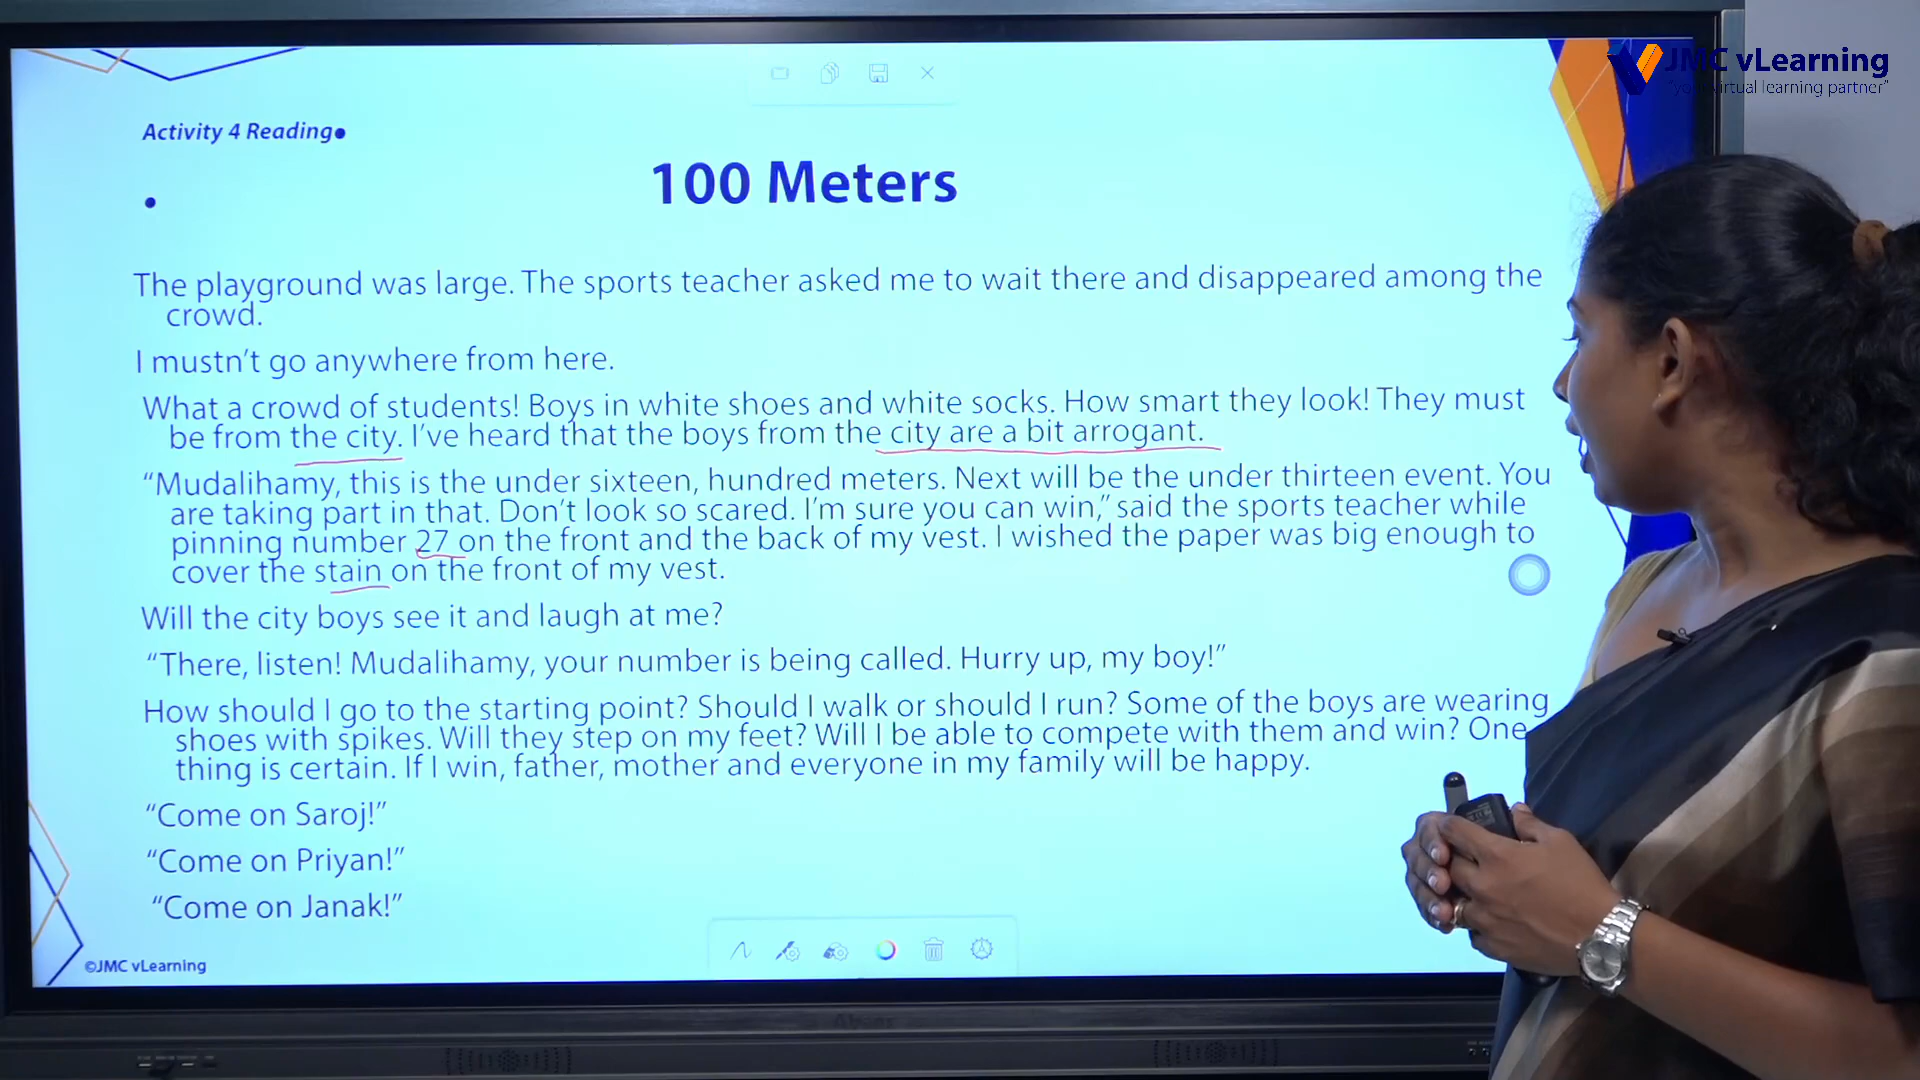 JMC vLearning
"your virtual learning partner"
Activity 4 Reading•
•
100 Meters
The playground was large. The sports teacher asked me to wait there and disappeared among the
crowd.
I mustn't go anywhere from here.
What a crowd of students! Boys in white shoes and white socks. How smart they look! They must
be from the city. I've heard that the boys from the city are a bit arrogant.
“Mudalihamy, this is the under sixteen, hundred meters. Next will be the under thirteen event. You
are taking part in that. Don't look so scared. I'm sure you can win,” said the sports teacher while
pinning number 27 on the front and the back of my vest. I wished the paper was big enough to
cover the stain on the front of my vest.
Will the city boys see it and laugh at me?
“There, listen! Mudalihamy, your number is being called. Hurry up, my boy!”
How should I go to the starting point? Should I walk or should I run? Some of the boys are wearing
shoes with spikes. Will they step on my feet? Will I be able to compete with them and win? One
thing is certain. If I win, father, mother and everyone in my family will be happy.
“Come on Saroj!”
“Come on Priyan!”
“Come on Janak!”
©JMC vLearning